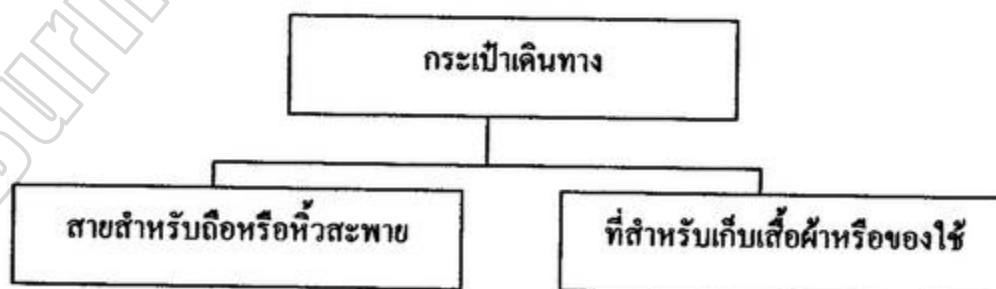 กระเป๋าเดินทาง
สายสำหรับถือหรือหิ้วสะพาย
ที่สำหรับเก็บเสื้อผ้าหรือของใช้